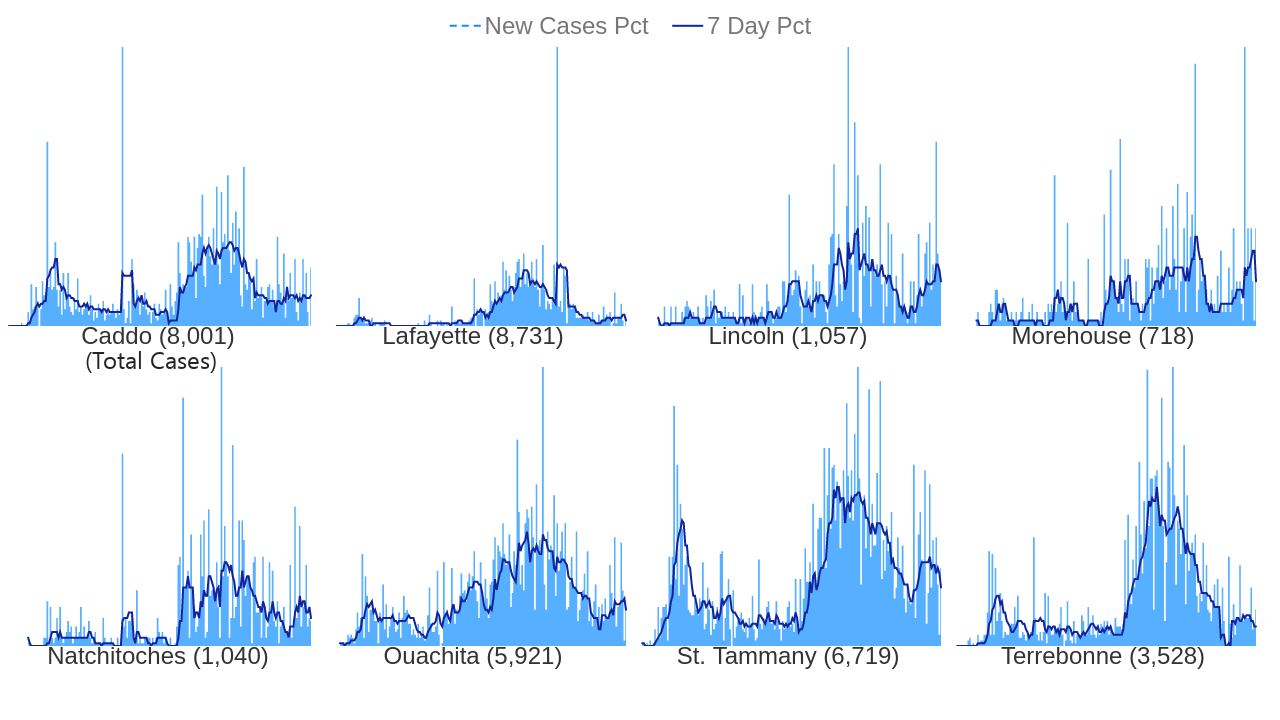 New Cases Pct 7 Day Pct
Caddo (8,001) Lafayette (8,731) Lincoln (1,057) Morehouse (718)
(Total Cases)
Natchitoches (1,040) Ouachita (5,921) St. Tammany (6,719) Terrebonne (3,528)